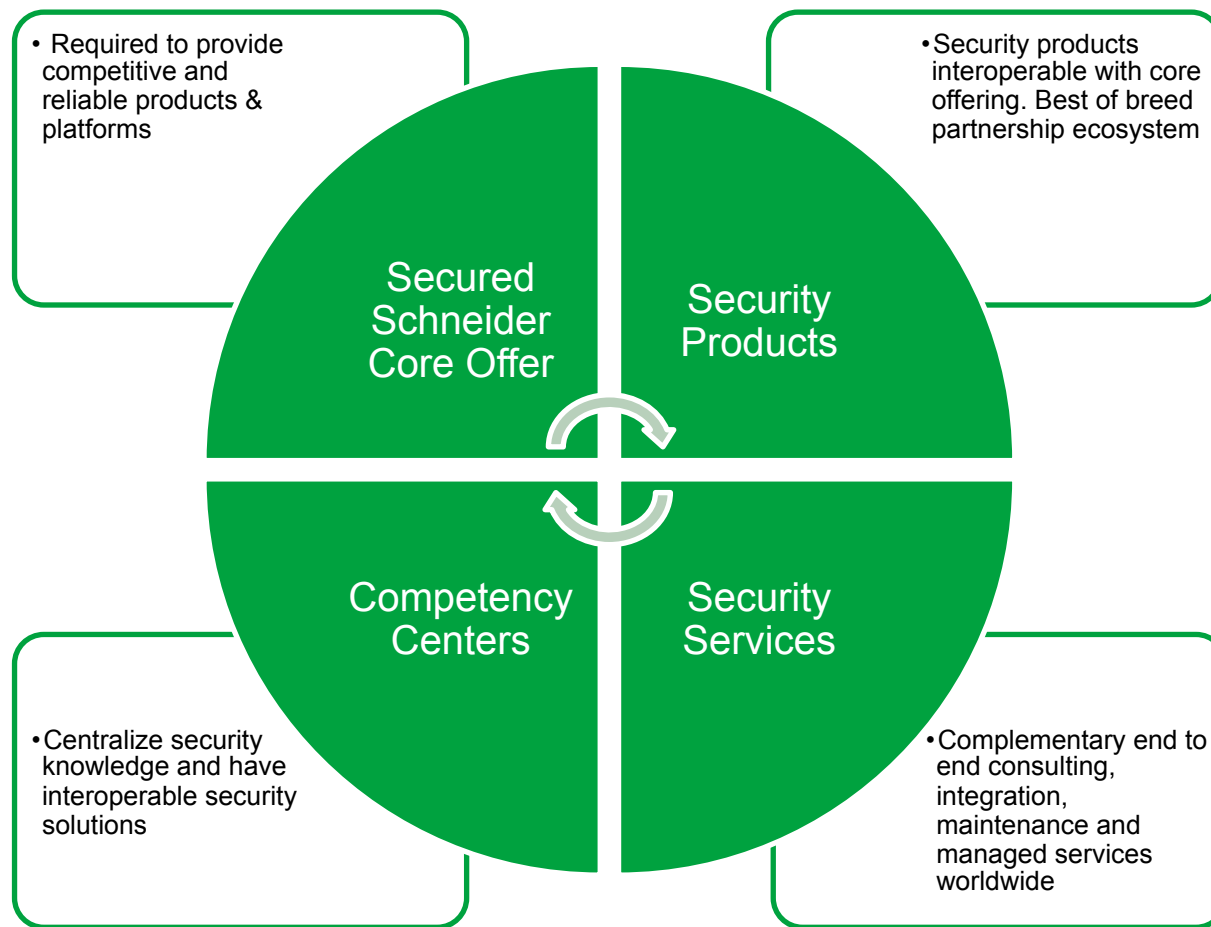 • Required to provide
competitive and
reliable products &
platforms
•Security products
interoperable with core
offering. Best of breed
partnership ecosystem
Secured
Schneider
Core Offer
Security
Products
Competency
Centers
Security
Services
•Centralize security
knowledge and have
interoperable security
solutions
•Complementary end to
end consulting,
integration,
maintenance and
managed services
worldwide